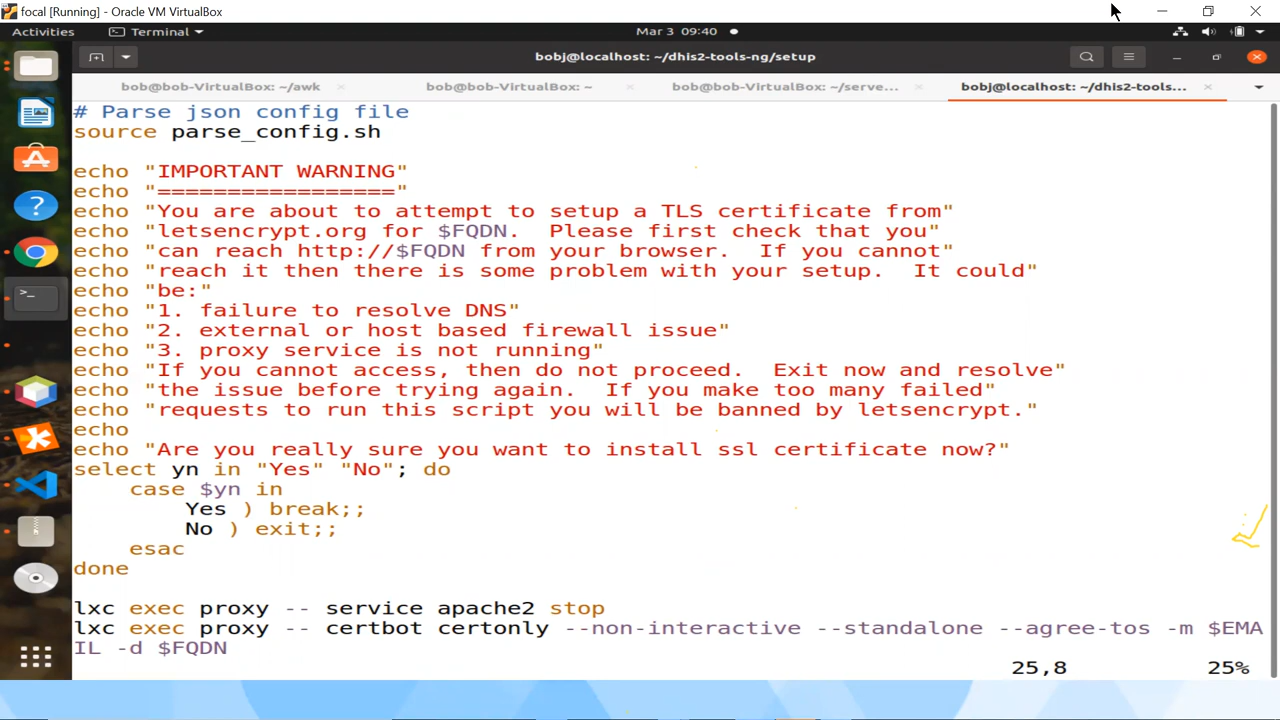 focal [Running] - Oracle VM VirtualBox
Activities
Terminal
Mar 3 09:40
bobj@localhost: ~/dhis2-tools-ng/setup
bob@bob-VirtualBox: ~/awk
bob@bob-VirtualBox: ~
bob@bob-VirtualBox: ~/serve...
bobj@localhost: ~/dhis2-tools...
# Parse json config file
source parse_config.sh
echo "IMPORTANT WARNING"
echo "================="
echo "You are about to attempt to setup a TLS certificate from"
echo "letsencrypt.org for $FQDN.  Please first check that you"
echo "can reach http://$FQDN from your browser.  If you cannot"
echo "reach it then there is some problem with your setup.  It could"
echo "be:"
echo "1. failure to resolve DNS"
echo "2. external or host based firewall issue"
echo "3. proxy service is not running"
echo "If you cannot access, then do not proceed.  Exit now and resolve"
echo "the issue before trying again.  If you make too many failed"
echo "requests to run this script you will be banned by letsencrypt."
echo
echo "Are you really sure you want to install ssl certificate now?"
select yn in "Yes" "No"; do
    case $yn in
        Yes ) break;;
        No ) exit;;
    esac
done
lxc exec proxy -- service apache2 stop
lxc exec proxy -- certbot certonly --non-interactive --standalone --agree-tos -m $EMA
IL -d $FQDN
25,8
25%